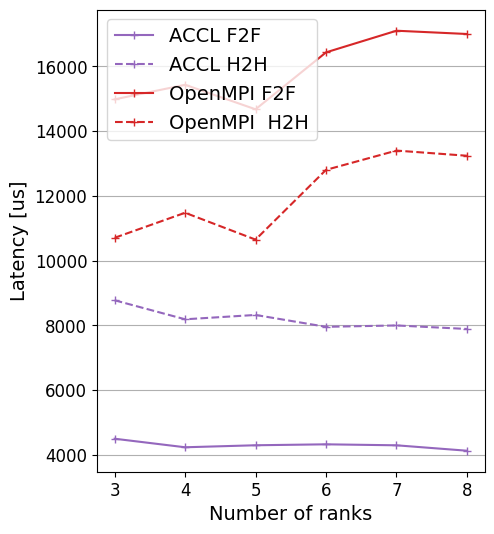 ACCL F2F
ACCL H2H
OpenMPI F2F
OpenMPI  H2H
16000
14000
12000
10000
8000
6000
4000
Latency [us]
3 4 5 6 7 8
Number of ranks